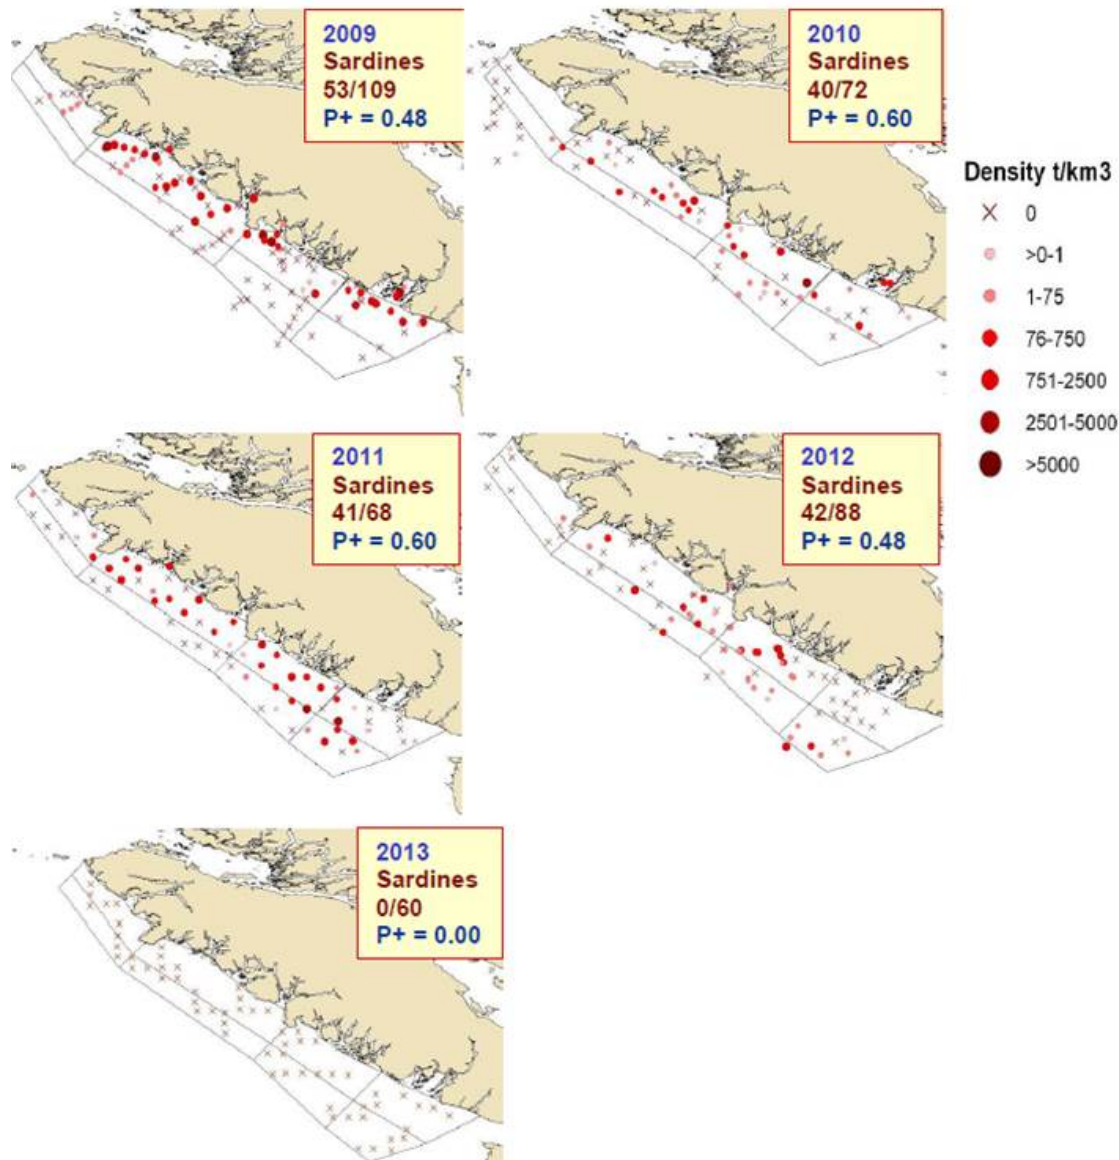 2009
Sardines
53/109
P+ = 0.48
2010
Sardines
40/72
P+ = 0.60
Density t/km3
0
>0-1
1-75
76-750
751-2500
2501-5000
>5000
2011
Sardines
41/68
P+ = 0.60
2012
Sardines
42/88
P+ = 0.48
2013
Sardines
0/60
P+ = 0.00